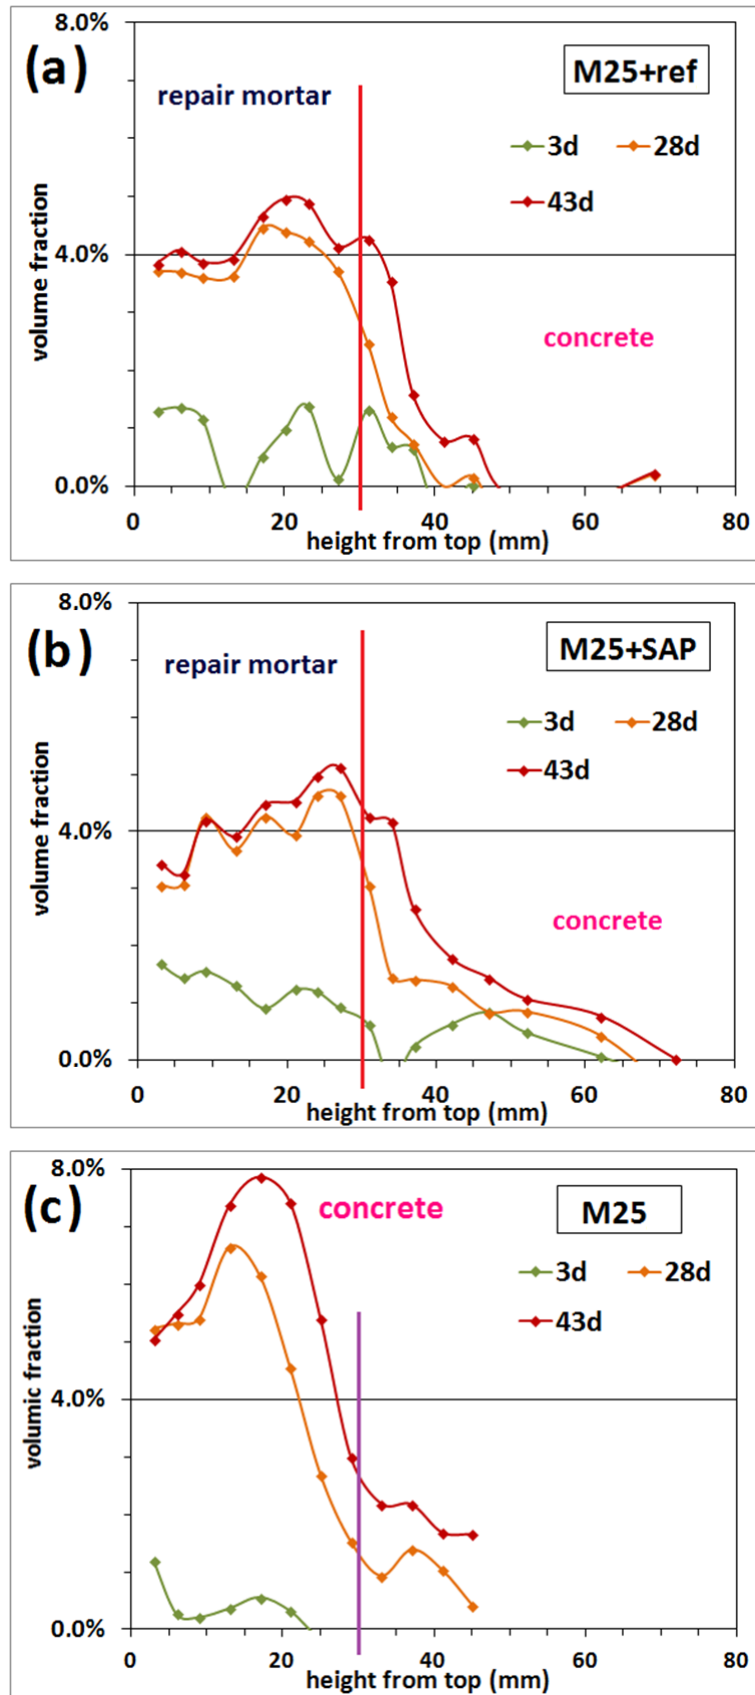 8.0%
(a)
M25+ref
repair mortar
3d
28d
43d
volume fraction
4.0%
concrete
0.0%
0
20
40
60
80
height from top (mm)
8.0%
(b)
M25+SAP
repair mortar
3d
28d
43d
volume fraction
4.0%
concrete
0.0%
0
20
40
60
80
height from top (mm)
8.0%
(c)
concrete
M25
3d
28d
43d
volumic fraction
4.0%
0.0%
0
20
40
60
80
height from top (mm)